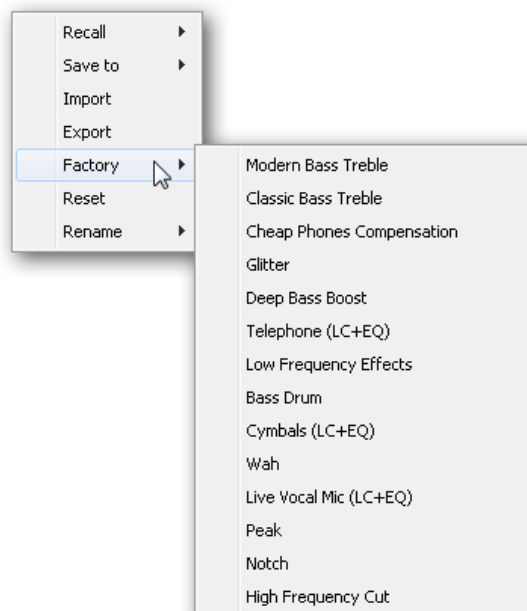 Recall
Save to
Import
Export
Factory
Reset
Rename
Modern Bass Treble
Classic Bass Treble
Cheap Phones Compensation
Glitter
Deep Bass Boost
Telephone (LC+EQ)
Low Frequency Effects
Bass Drum
Cymbals (LC+EQ)
Wah
Live Vocal Mic (LC+EQ)
Peak
Notch
High Frequency Cut